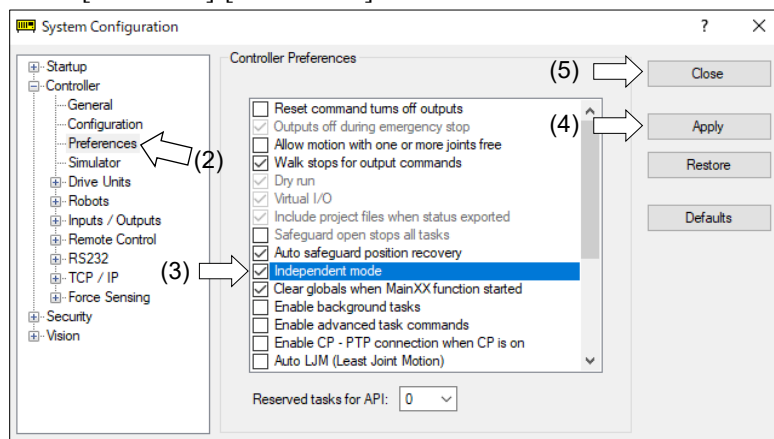 System Configuration
?
Startup
Controller
General
Configuration
Preferences
(2)
Simulator
Drive Units
Robots
Inputs / Outputs
Remote Control
RS232
TCP / IP
(3)
Force Sensing
Security
Vision
Controller Preferences
Reset command turns off outputs
Outputs off during emergency stop
Allow motion with one or more joints free
Walk stops for output commands
Dry run
Virtual I/O
Include project files when status exported
Safeguard open stops all tasks
Auto safeguard position recovery
Independent mode
Clear globals when MainXX function started
Enable background tasks
Enable advanced task commands
Enable CP - PTP connection when CP is on
Auto LJM (Least Joint Motion)
Reserved tasks for API: 0
(5)
Close
(4)
Apply
Restore
Defaults